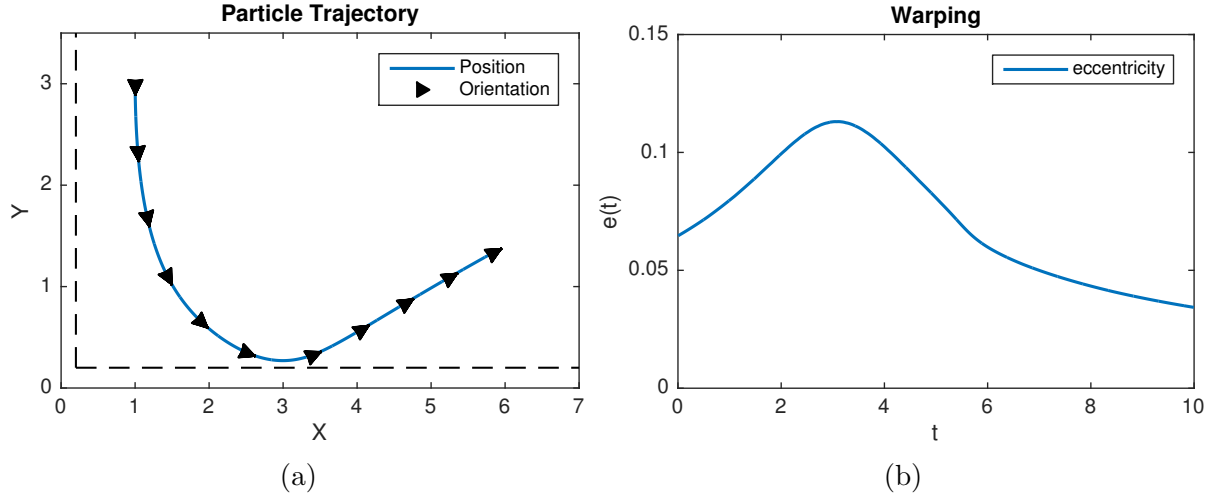 Particle Trajectory
Position
Orientation
3
2
1
0
Y
0 1 2 3 4 5 6 7
X
(a)
Warping
eccentricity
0.15
0.1
0.05
0
e(t)
0 2 4 6 8 10
t
(b)